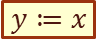 y := x